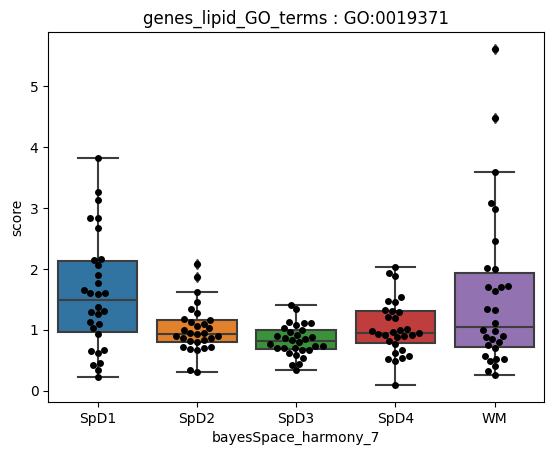 genes_lipid_GO_terms : GO:0019371
5
4
3
2
1
0
score
SpD1 SpD2 SpD3 SpD4 WM
bayesSpace_harmony_7